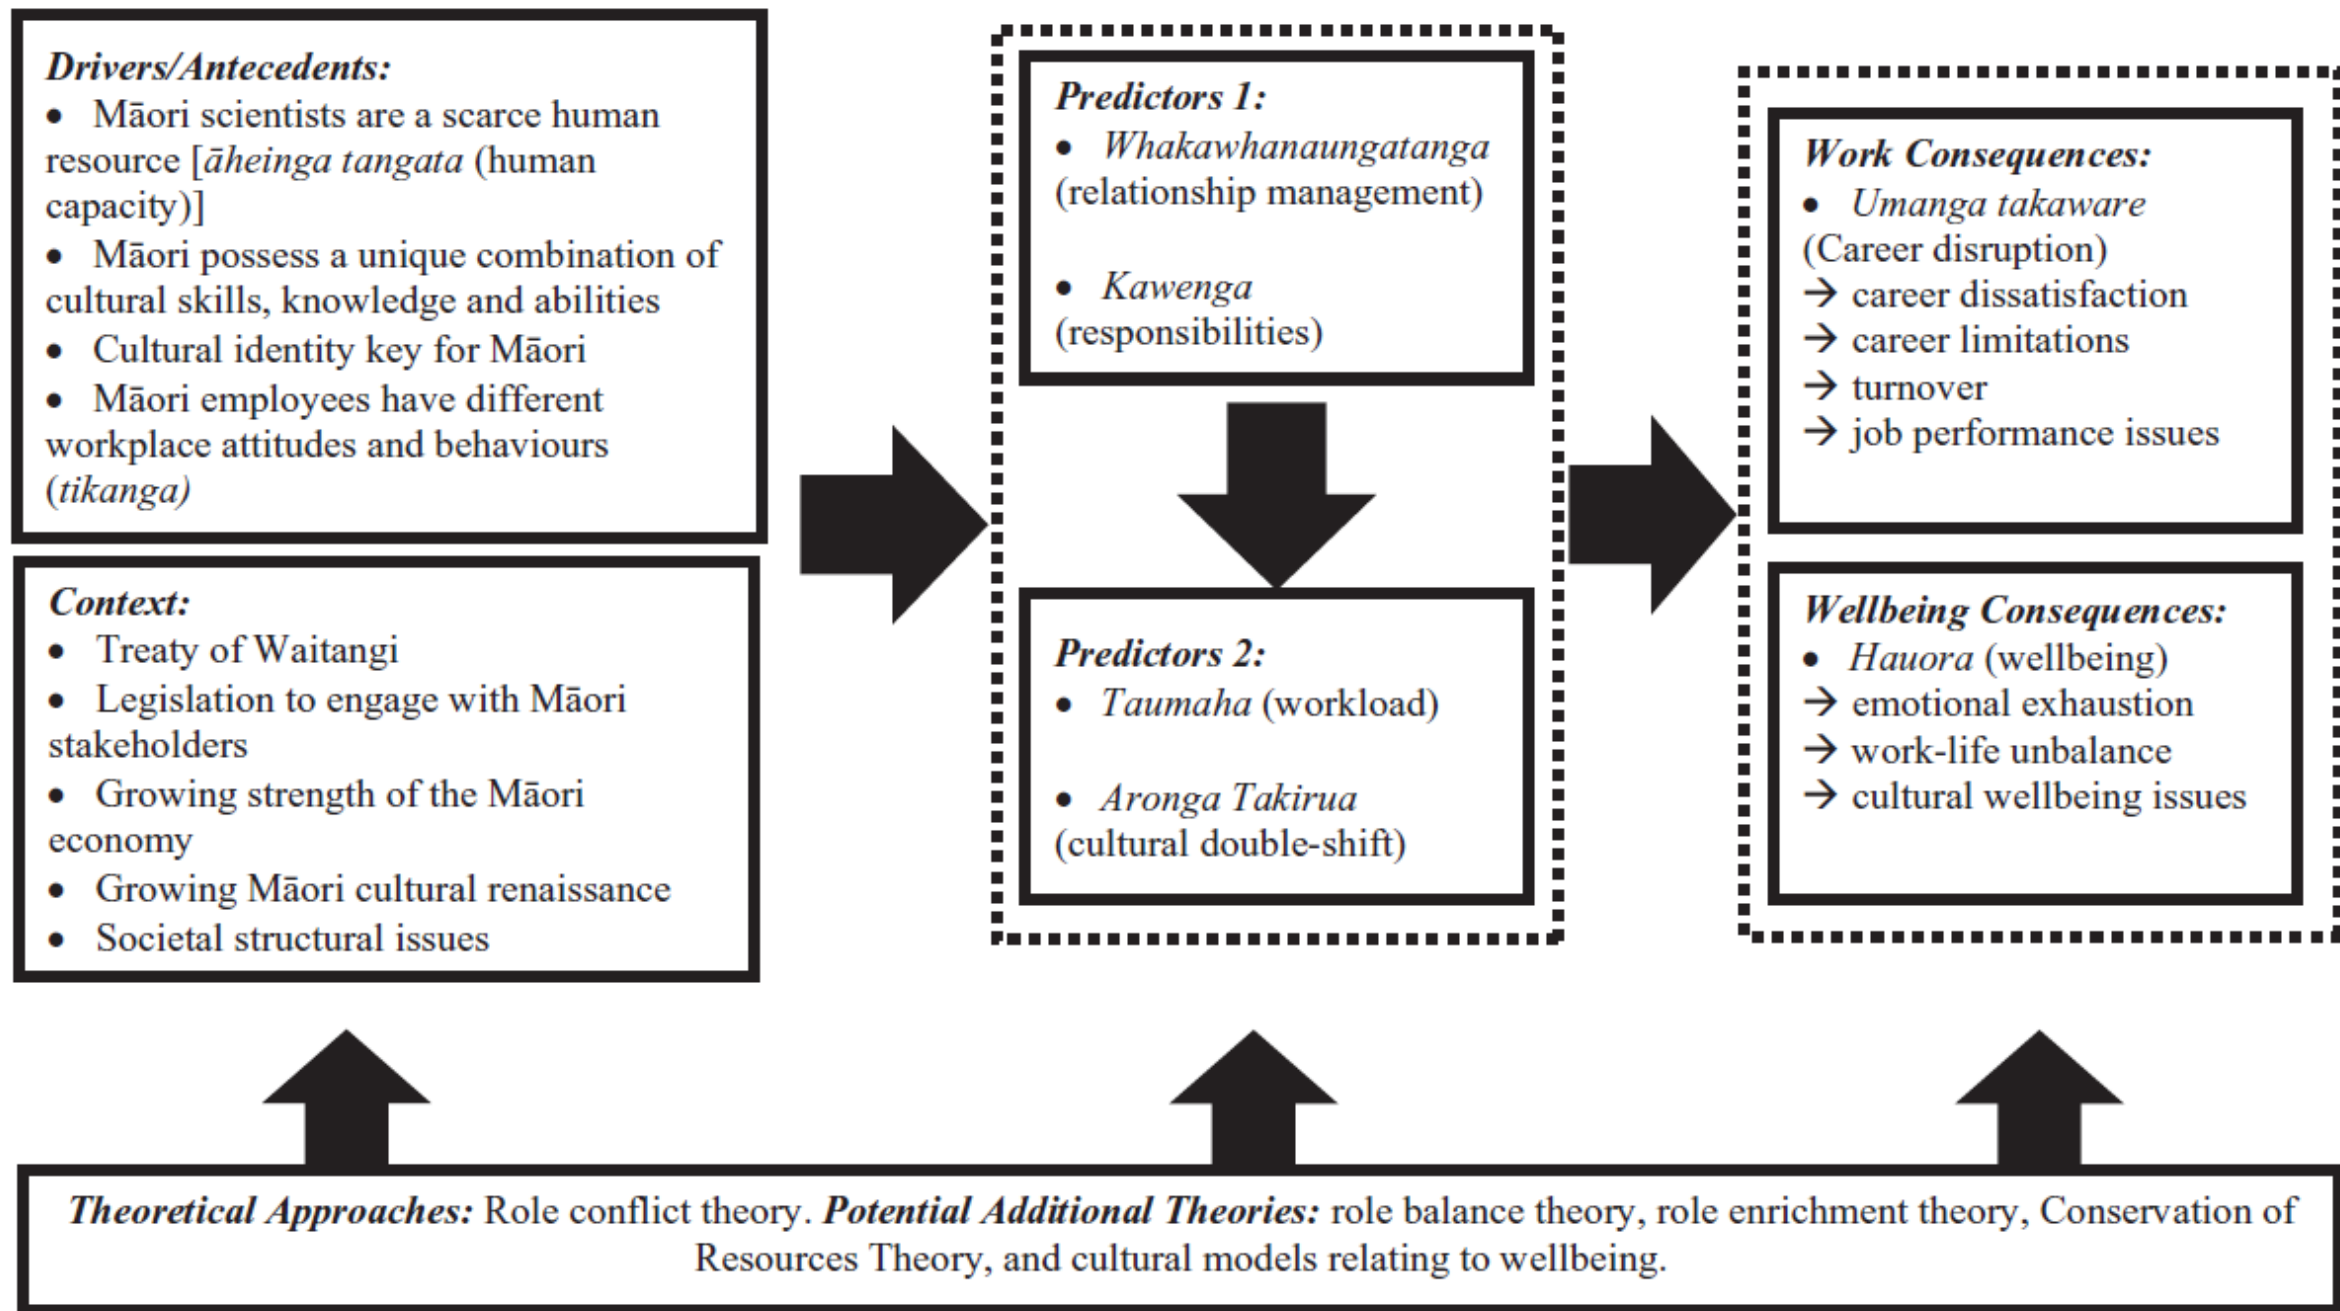 Drivers/Antecedents:
• Māori scientists are a scarce human
resource [āheinga tangata (human
capacity)]
• Māori possess a unique combination of
cultural skills, knowledge and abilities
• Cultural identity key for Māori
• Māori employees have different
workplace attitudes and behaviours
(tikanga)
Context:
• Treaty of Waitangi
• Legislation to engage with Māori
stakeholders
• Growing strength of the Māori
economy
• Growing Māori cultural renaissance
• Societal structural issues
Predictors 1:
• Whakawhanaungatanga
(relationship management)
• Kawenga
(responsibilities)
Predictors 2:
• Taumaha (workload)
• Aronga Takirua
(cultural double-shift)
Work Consequences:
• Umanga takaware
(Career disruption)
→ career dissatisfaction
→ career limitations
→ turnover
→ job performance issues
Wellbeing Consequences:
• Hauora (wellbeing)
→ emotional exhaustion
→ work-life unbalance
→ cultural wellbeing issues
Theoretical Approaches: Role conflict theory. Potential Additional Theories: role balance theory, role enrichment theory, Conservation of
Resources Theory, and cultural models relating to wellbeing.